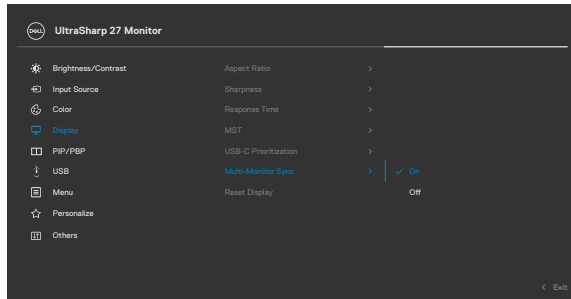 DELL UltraSharp 27 Monitor
Brightness/Contrast Aspect Ratio
Input Source Sharpness
Color Response Time
Display MST
PIP/PBP USB-C Prioritization
USB Multi-Monitor Sync On
Menu Reset Display Off
Personalize
Others
Exit